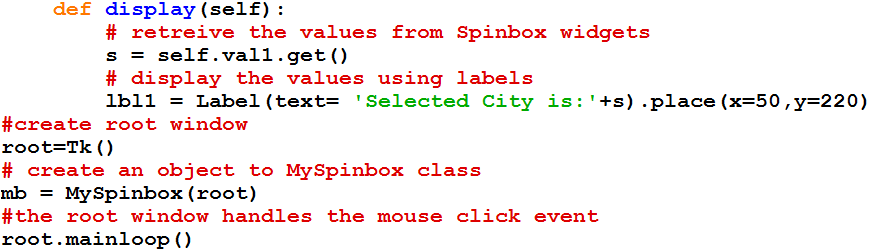 def display(self):
# retreive the values from Spinbox widgets
s = self.val1.get()
# display the values using labels
lbl1 = Label(text= 'Selected City is:'+s).place(x=50,y=220)
#create root window
root=Tk()
# create an object to MySpinbox class
mb = MySpinbox(root)
#the root window handles the mouse click event
root.mainloop()